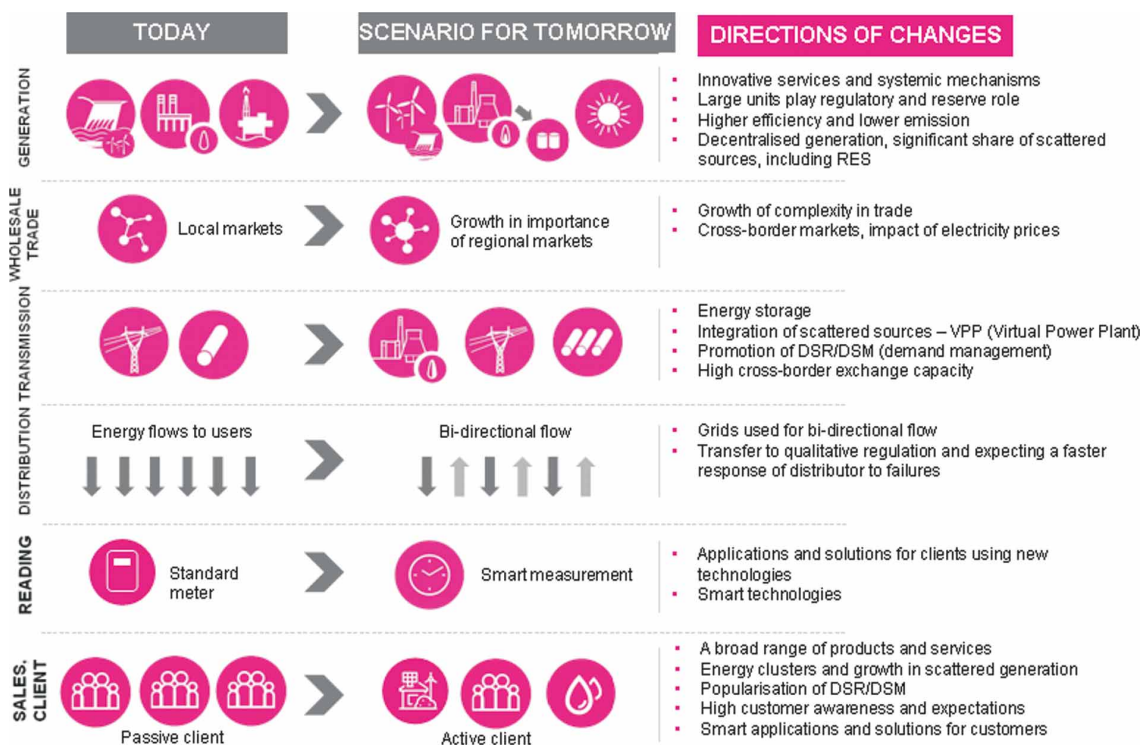 TODAY
SCENARIO FOR TOMORROW
DIRECTIONS OF CHANGES
GENERATION
Innovative services and systemic mechanisms
Large units play regulatory and reserve role
Higher efficiency and lower emission
Decentralised generation, significant share of scattered
sources, including RES
WHOLESALE
TRADE
Local markets
Growth in importance
of regional markets
Growth of complexity in trade
Cross-border markets, impact of electricity prices
TRANSMISSION
Energy storage
Integration of scattered sources – VPP (Virtual Power Plant)
Promotion of DSR/DSM (demand management)
High cross-border exchange capacity
DISTRIBUTION
Energy flows to users
Bi-directional flow
Grids used for bi-directional flow
Transfer to qualitative regulation and expecting a faster
response of distributor to failures
READING
Standard
meter
Smart measurement
Applications and solutions for clients using new
technologies
Smart technologies
SALES,
CLIENT
Passive client
Active client
A broad range of products and services
Energy clusters and growth in scattered generation
Popularisation of DSR/DSM
High customer awareness and expectations
Smart applications and solutions for customers